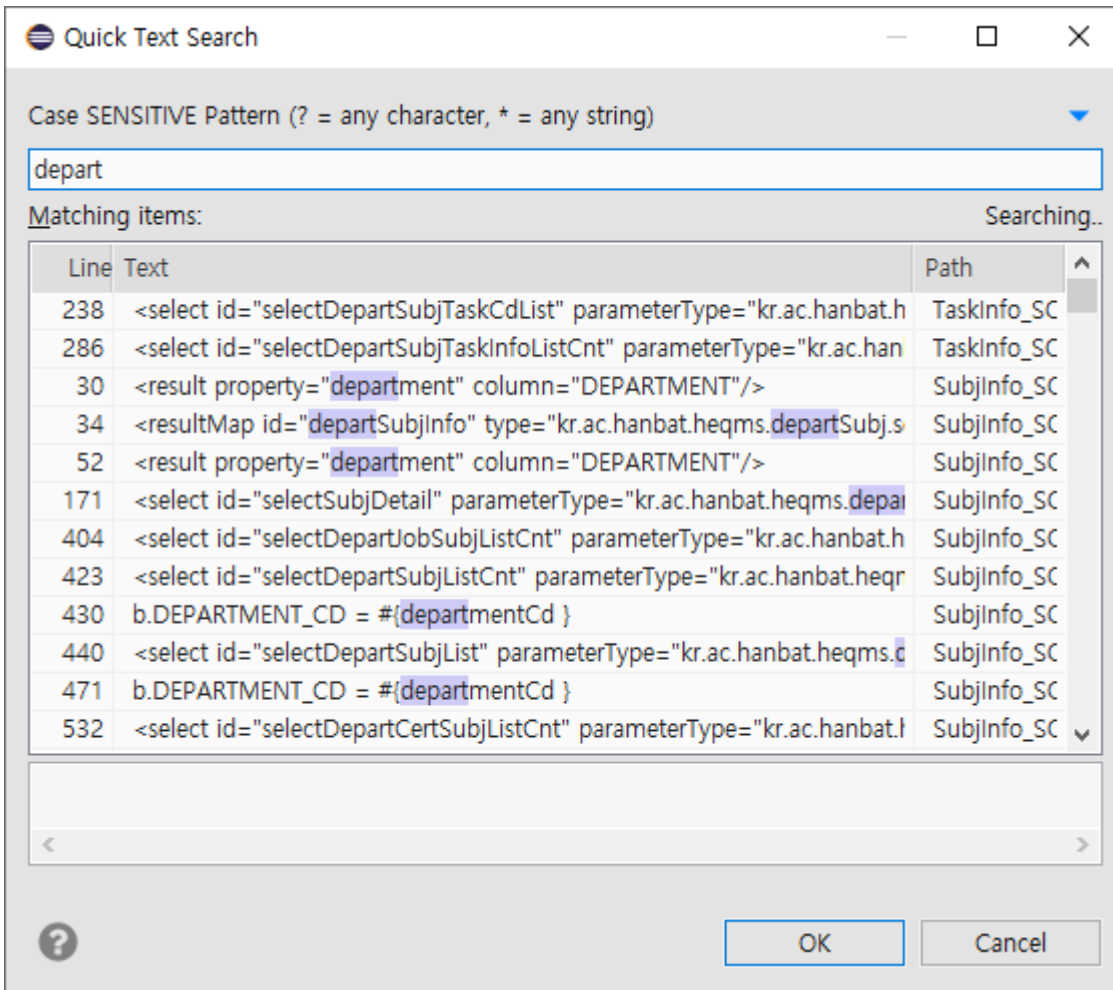 Quick Text Search
Case SENSITIVE Pattern (? = any character, * = any string)
depart
Matching items: Searching..
Line Text Path
238 <select id="selectDepartSubjTaskCdList" parameterType="kr.ac.hanbat.h TaskInfo_SC
286 <select id="selectDepartSubjTaskInfoListCnt" parameterType="kr.ac.han TaskInfo_SC
30 <result property="department" column="DEPARTMENT"/> SubjInfo_SC
34 <resultMap id="departSubjInfo" type="kr.ac.hanbat.heqms.departSubj.s SubjInfo_SC
52 <result property="department" column="DEPARTMENT"/> SubjInfo_SC
171 <select id="selectSubjDetail" parameterType="kr.ac.hanbat.heqms.depar SubjInfo_SC
404 <select id="selectDepartJobSubjListCnt" parameterType="kr.ac.hanbat.h SubjInfo_SC
423 <select id="selectDepartSubjListCnt" parameterType="kr.ac.hanbat.heqm SubjInfo_SC
430 b.DEPARTMENT_CD = #{departmentCd } SubjInfo_SC
440 <select id="selectDepartSubjList" parameterType="kr.ac.hanbat.heqms.d SubjInfo_SC
471 b.DEPARTMENT_CD = #{departmentCd } SubjInfo_SC
532 <select id="selectDepartCertSubjListCnt" parameterType="kr.ac.hanbat.h SubjInfo_SC
OK Cancel